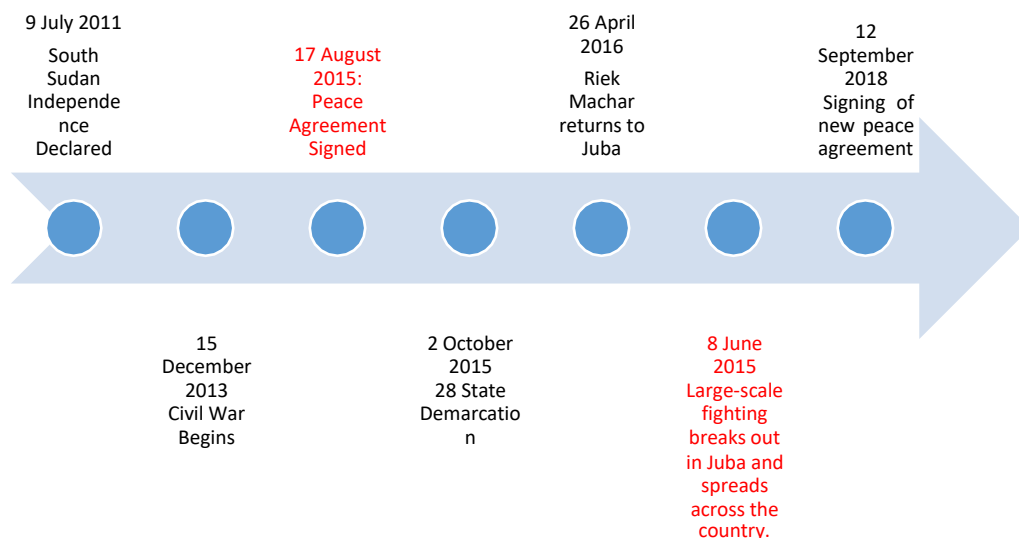 9 July 2011
South
Sudan
Independe
nce
Declared
15
December
2013
Civil War
Begins
17 August
2015:
Peace
Agreement
Signed
2 October
2015
28 State
Demarcatio
n
26 April
2016
Riek
Machar
returns to
Juba
8 June
2015
Large-scale
fighting
breaks out
in Juba and
spreads
across the
country.
12
September
2018
Signing of
new peace
agreement